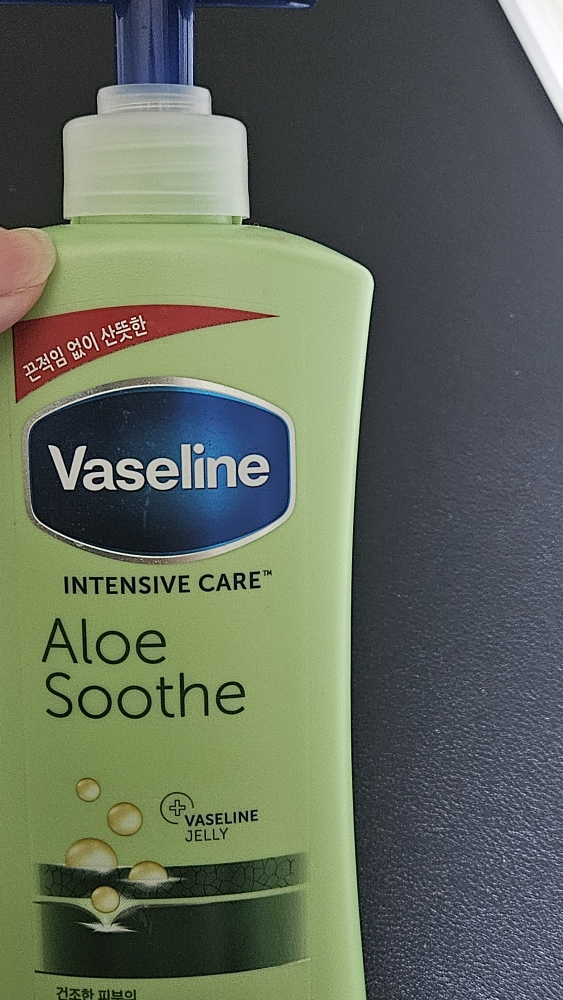 끈적임 없이 산뜻한
Vaseline
INTENSIVE CARE™
Aloe
Soothe
VASELINE
JELLY
건조한 피부의